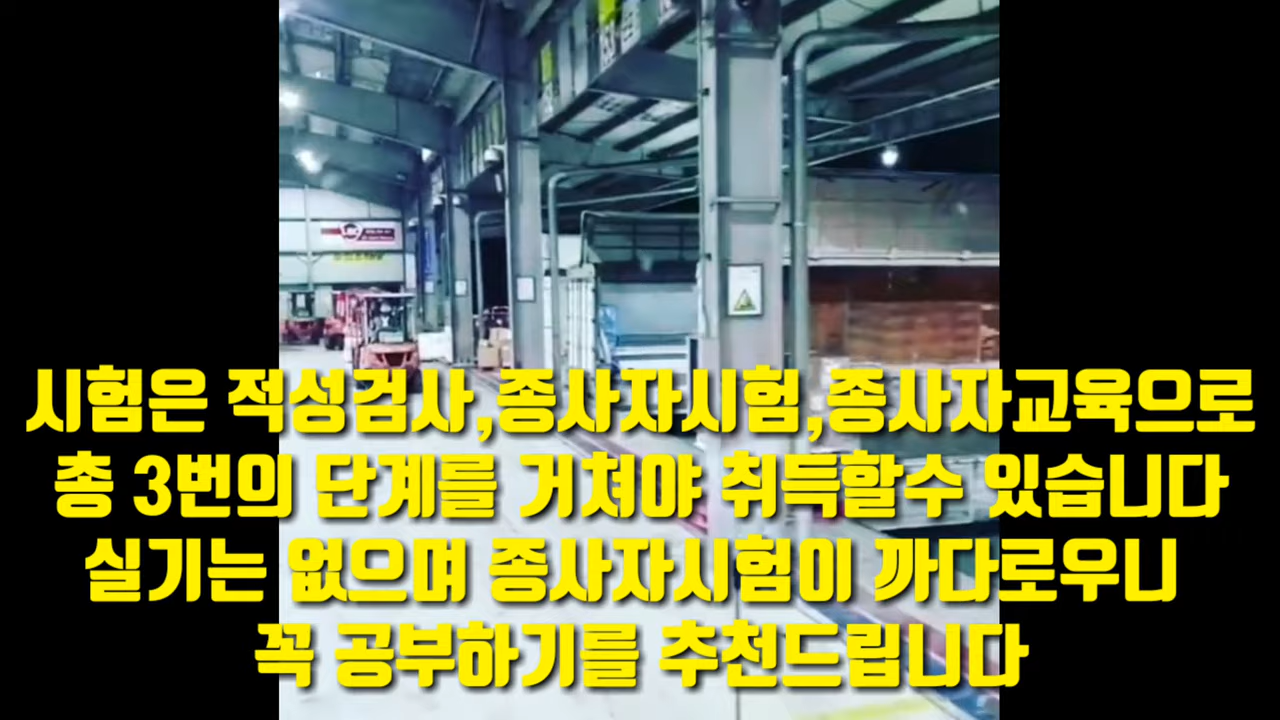 시험은 적성검사,종사자시험,종사자교육으로
총 3번의 단계를 거쳐야 취득할수 있습니다
실기는 없으며 종사자시험이 까다로우니
꼭 공부하기를 추천드립니다